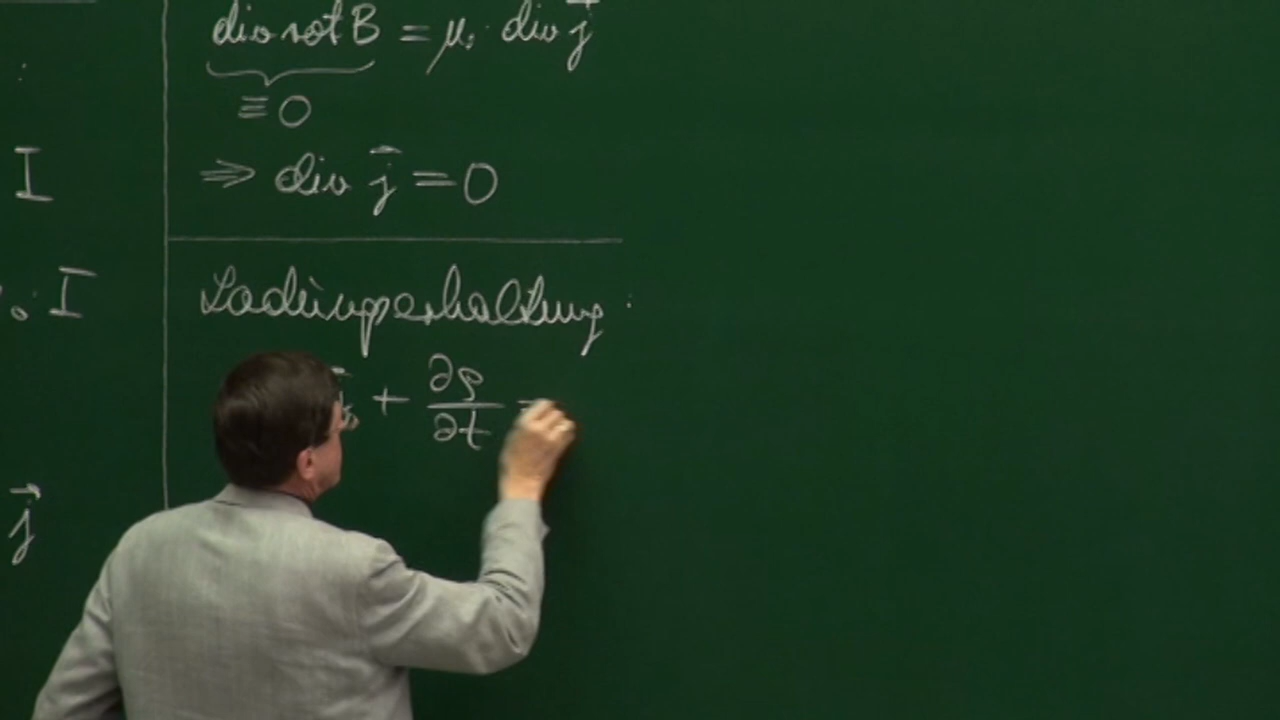 :
I
. I
j⃗
div rot B = μ₀ · div j⃗
≡ 0
⇒ div j⃗ = 0
Ladungserhaltung :
+ ∂ρ/∂t =